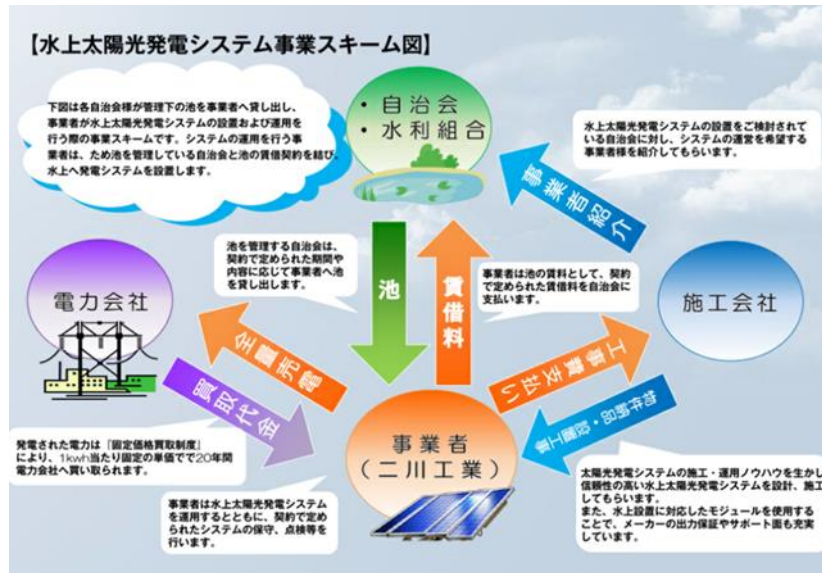 【水上太陽光発電システム事業スキーム図】
下図は各自治会様が管理下の池を事業者へ貸し出し、
事業者が水上太陽光発電システムの設置および運用を
行う際の事業スキームです。システムの運用を行う事
業者は、ため池を管理している自治会と池の賃借契約を結び、
水上へ発電システムを設置します。
・自治会
・水利組合
水上太陽光発電システムの設置をご検討されて
いる自治会に対し、システムの運営を希望する
事業者様を紹介してもらいます。
事業者紹介
池を管理する自治会は、
契約で定められた期間や
内容に応じて事業者へ池
を貸し出します。
池
賃借料
事業者は池の賃料として、契約
で定められた賃借料を自治会に
支払います。
電力会社
施工会社
全量売電
買取代金
工事費支払い
物件納品・設置工事
事業者
（二川工業）
発電された電力は『固定価格買取制度』
により、1kwh当たり固定の単価でで20年間
電力会社へ買い取られます。
事業者は水上太陽光発電システム
を運用するとともに、契約で定め
られたシステムの保守、点検等を
行います。
太陽光発電システムの施工・運用ノウハウを生かし
信頼性の高い水上太陽光発電システムを設計、施工
してもらいます。
また、水上設置に対応したモジュールを使用する
ことで、メーカーの出力保証やサポート面も充実
しています。